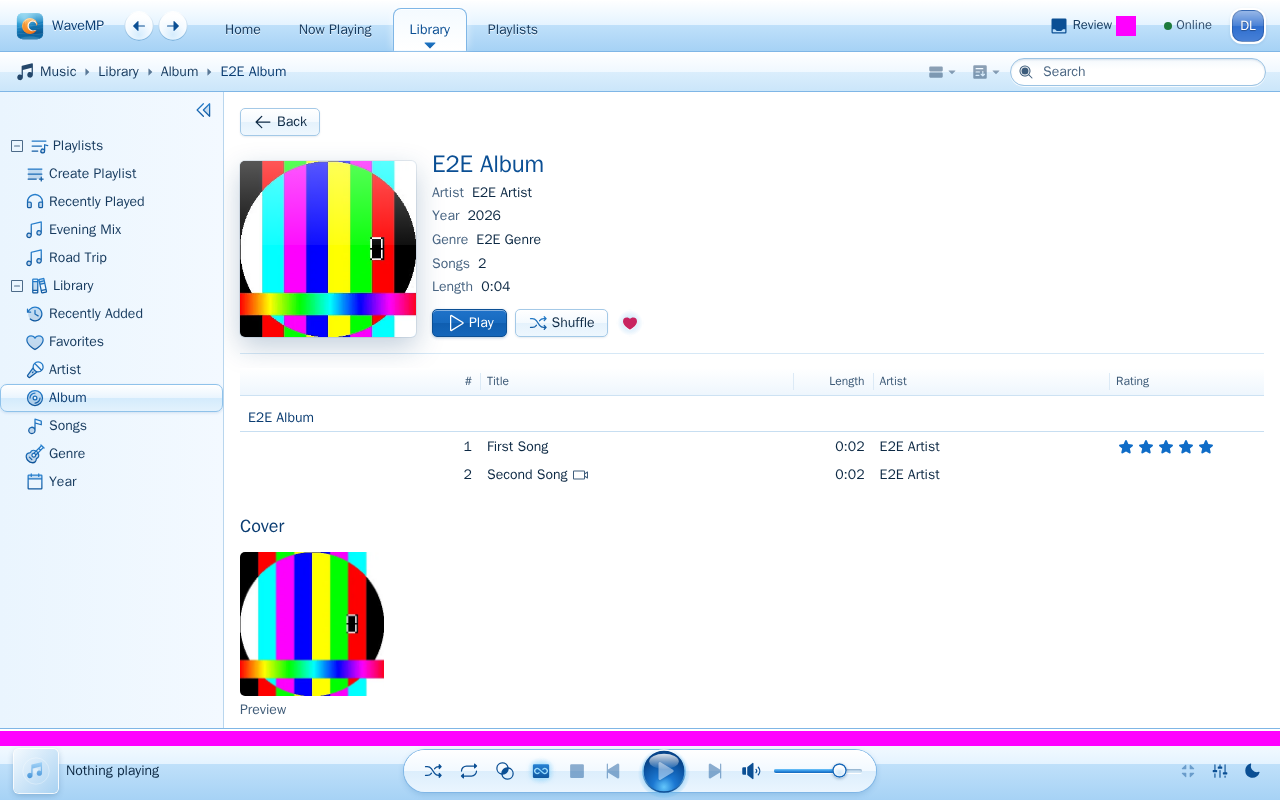 WaveMP
Home
Now Playing
Library
Playlists
Review
Online
DL
Music
Library
Album
E2E Album
Search
Playlists
Create Playlist
Recently Played
Evening Mix
Road Trip
Library
Recently Added
Favorites
Artist
Album
Songs
Genre
Year
Back
E2E Album
Artist E2E Artist
Year 2026
Genre E2E Genre
Songs 2
Length 0:04
Play
Shuffle
# Title Length Artist Rating
E2E Album
1 First Song 0:02 E2E Artist
2 Second Song 0:02 E2E Artist
Cover
Preview
Nothing playing